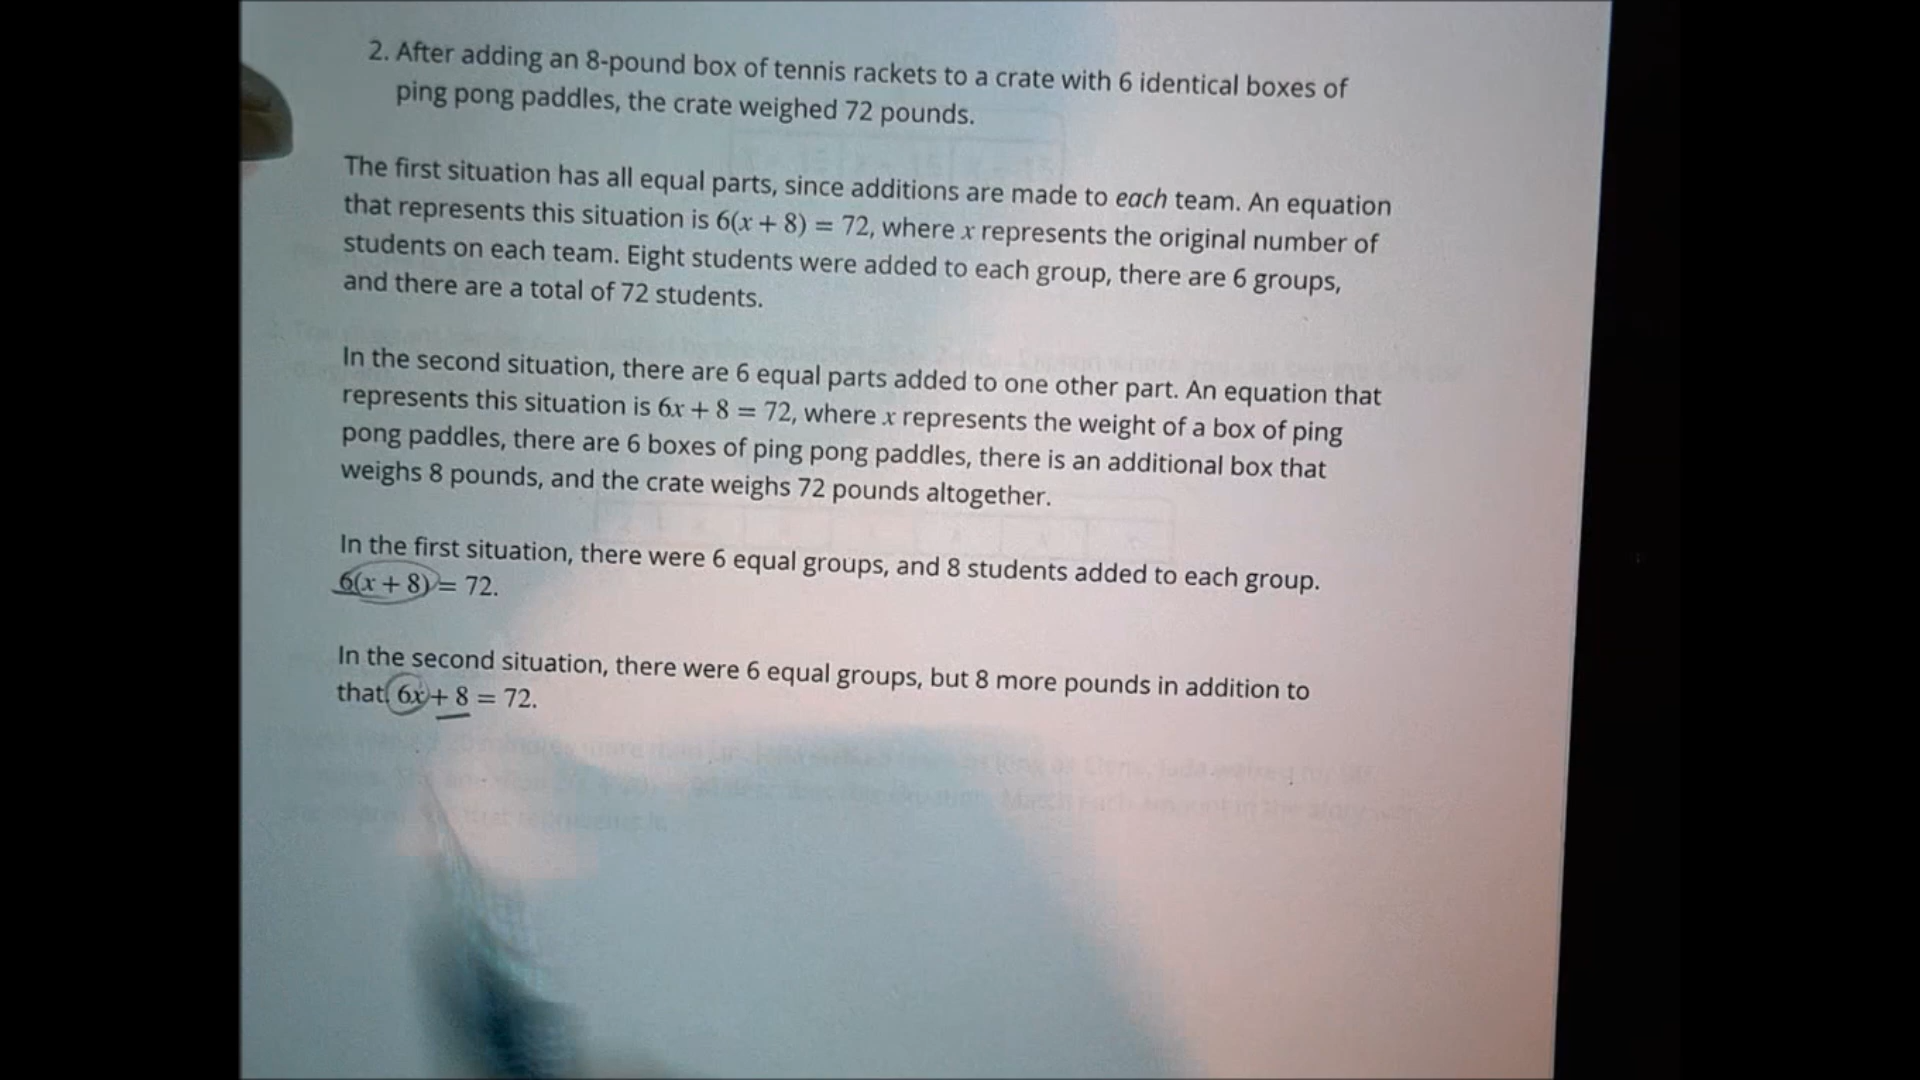 2. After adding an 8-pound box of tennis rackets to a crate with 6 identical boxes of
ping pong paddles, the crate weighed 72 pounds.
The first situation has all equal parts, since additions are made to each team. An equation
that represents this situation is 6(x + 8) = 72, where x represents the original number of
students on each team. Eight students were added to each group, there are 6 groups,
and there are a total of 72 students.
In the second situation, there are 6 equal parts added to one other part. An equation that
represents this situation is 6x + 8 = 72, where x represents the weight of a box of ping
pong paddles, there are 6 boxes of ping pong paddles, there is an additional box that
weighs 8 pounds, and the crate weighs 72 pounds altogether.
In the first situation, there were 6 equal groups, and 8 students added to each group.
6(x + 8) = 72.
In the second situation, there were 6 equal groups, but 8 more pounds in addition to
that. 6x + 8 = 72.